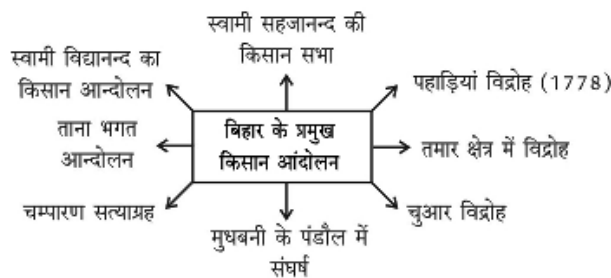 स्वामी सहजानन्द की
किसान सभा
स्वामी विद्यानन्द का
किसान आन्दोलन
पहाड़ियां विद्रोह (1778)
ताना भगत
आन्दोलन
बिहार के प्रमुख
किसान आंदोलन
तमार क्षेत्र में विद्रोह
चम्पारण सत्याग्रह
चुआर विद्रोह
मुधबनी के पंडौल में
संघर्ष